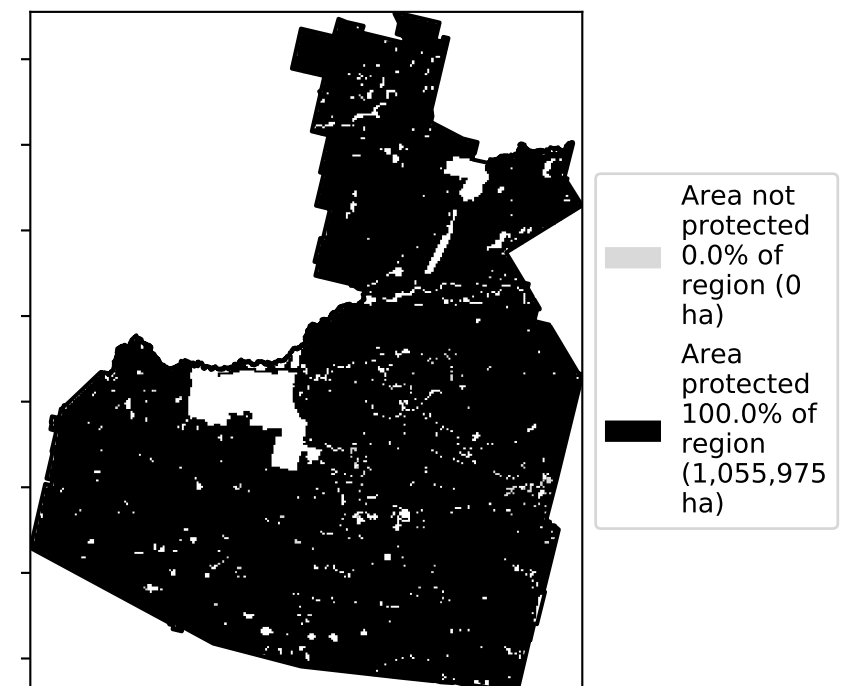 Area not
protected
0.0% of
region (0
ha)
Area
protected
100.0% of
region
(1,055,975
ha)